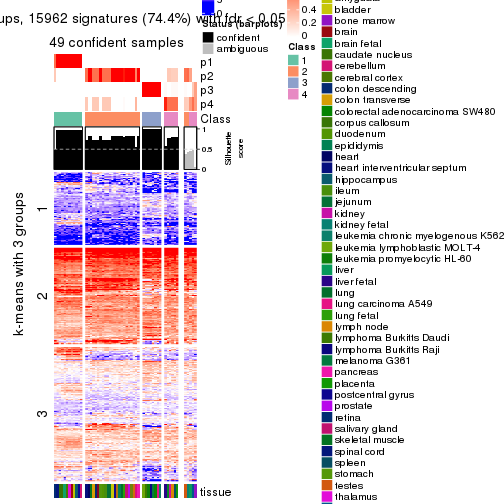 ups, 15962 signatures (74.4%) with fdr < 0.05
49 confident samples
p1
p2
p3
p4
Class
1
0.5
0
Silhouette
score
k-means with 3 groups
1
2
3
tissue
0
Status (barplots)
confident
ambiguous
0.4
0.2
0
Class
1
2
3
4
bladder
bone marrow
brain
brain fetal
caudate nucleus
cerebellum
cerebral cortex
colon descending
colon transverse
colorectal adenocarcinoma SW480
corpus callosum
duodenum
epididymis
heart
heart interventricular septum
hippocampus
ileum
jejunum
kidney
kidney fetal
leukemia chronic myelogenous K562
leukemia lymphoblastic MOLT-4
leukemia promyelocytic HL-60
liver
liver fetal
lung
lung carcinoma A549
lung fetal
lymph node
lymphoma Burkitts Daudi
lymphoma Burkitts Raji
melanoma G361
pancreas
placenta
postcentral gyrus
prostate
retina
salivary gland
skeletal muscle
spinal cord
spleen
stomach
testes
thalamus